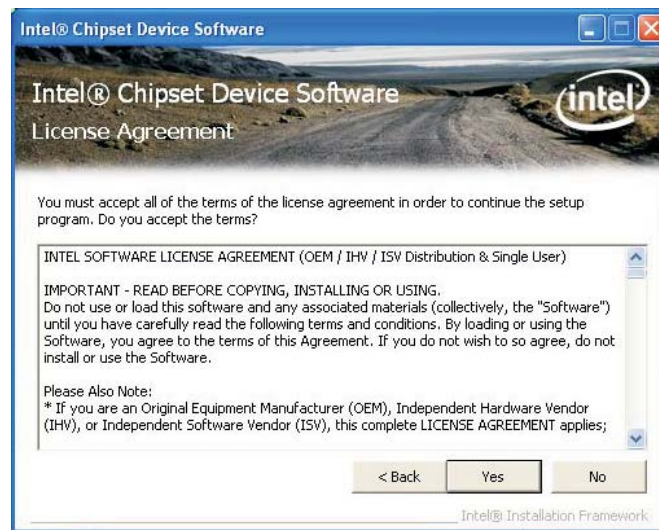 Intel® Chipset Device Software
Intel® Chipset Device Software
License Agreement
intel
You must accept all of the terms of the license agreement in order to continue the setup
program. Do you accept the terms?
INTEL SOFTWARE LICENSE AGREEMENT (OEM / IHV / ISV Distribution & Single User)
IMPORTANT - READ BEFORE COPYING, INSTALLING OR USING.
Do not use or load this software and any associated materials (collectively, the "Software")
until you have carefully read the following terms and conditions. By loading or using the
Software, you agree to the terms of this Agreement. If you do not wish to so agree, do not
install or use the Software.
Please Also Note:
* If you are an Original Equipment Manufacturer (OEM), Independent Hardware Vendor
(IHV), or Independent Software Vendor (ISV), this complete LICENSE AGREEMENT applies;
< Back Yes No
Intel® Installation Framework